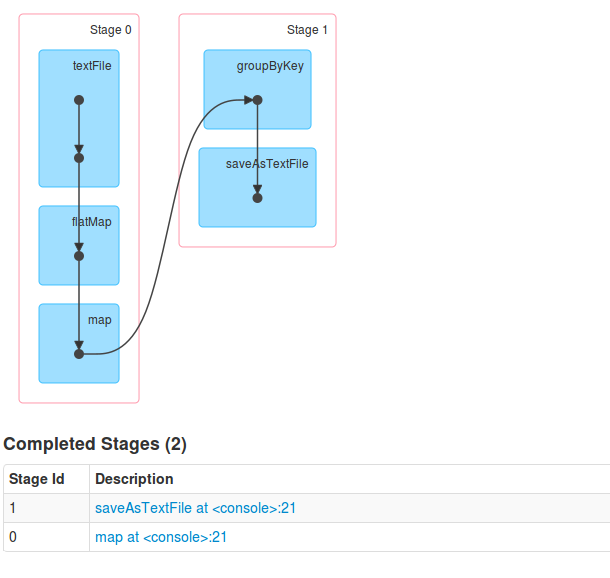 Stage 0
Stage 1
textFile
groupByKey
saveAsTextFile
flatMap
map
Completed Stages (2)
Stage Id Description
1 saveAsTextFile at <console>:21
0 map at <console>:21